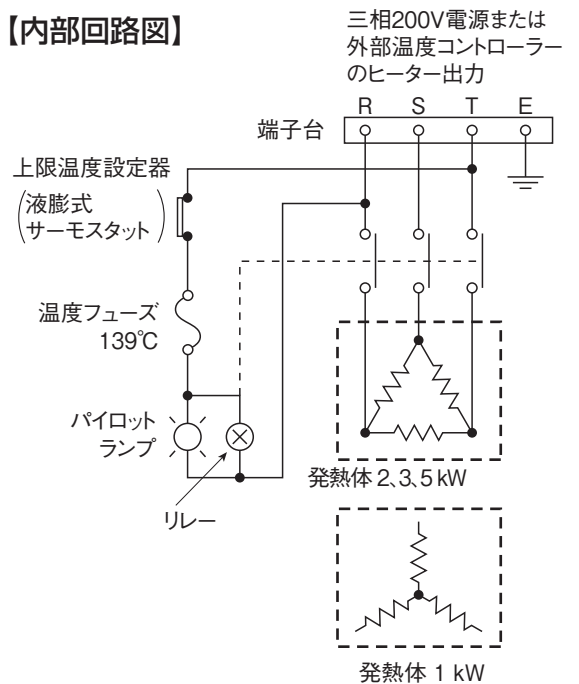 【内部回路図】
三相200V電源または
外部温度コントローラー
のヒーター出力
R S T E
端子台
上限温度設定器
(液膨式
サーモスタット)
温度フューズ
139℃
パイロット
ランプ
リレー
発熱体 2、3、5 kW
発熱体 1 kW